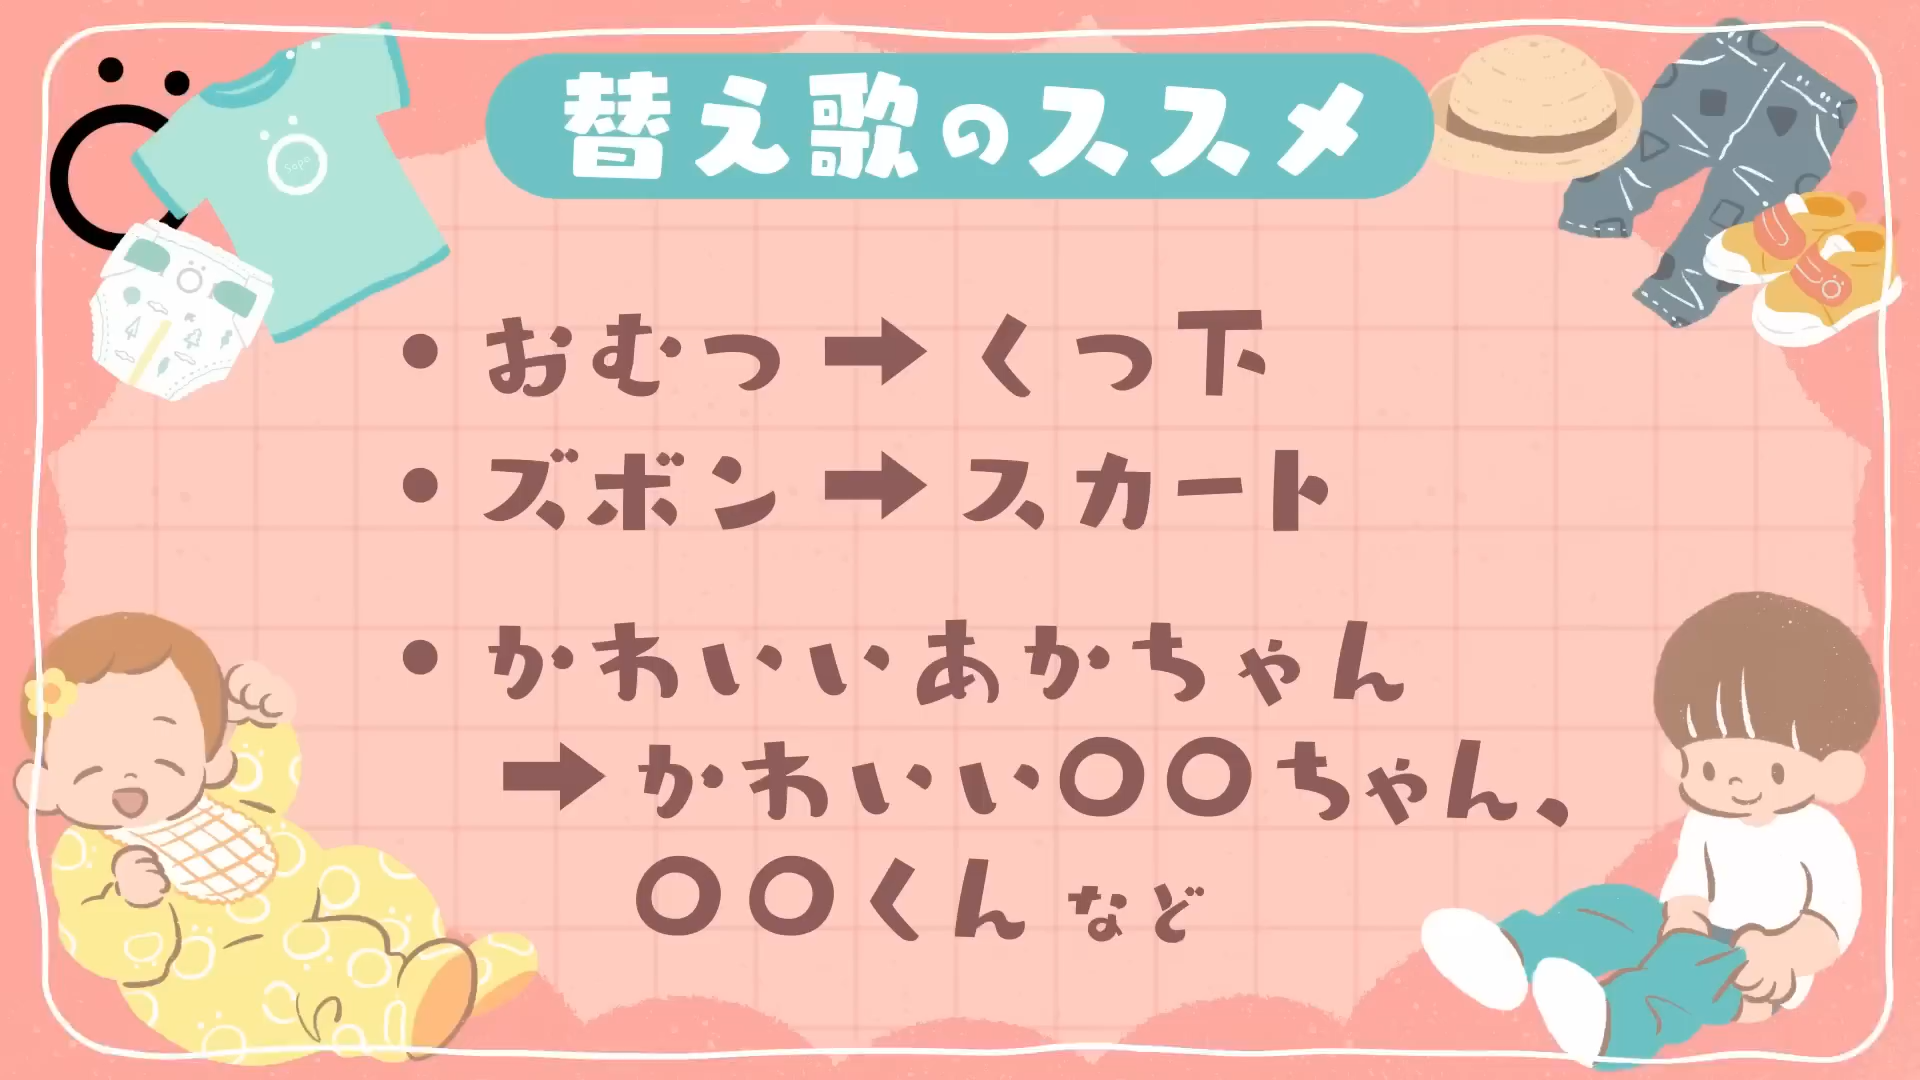 替え歌のススメ
sopo
・おむつ➡くつ下
・ズボン➡スカート
・かわいいあかちゃん
➡かわいい〇〇ちゃん、
〇〇くん など